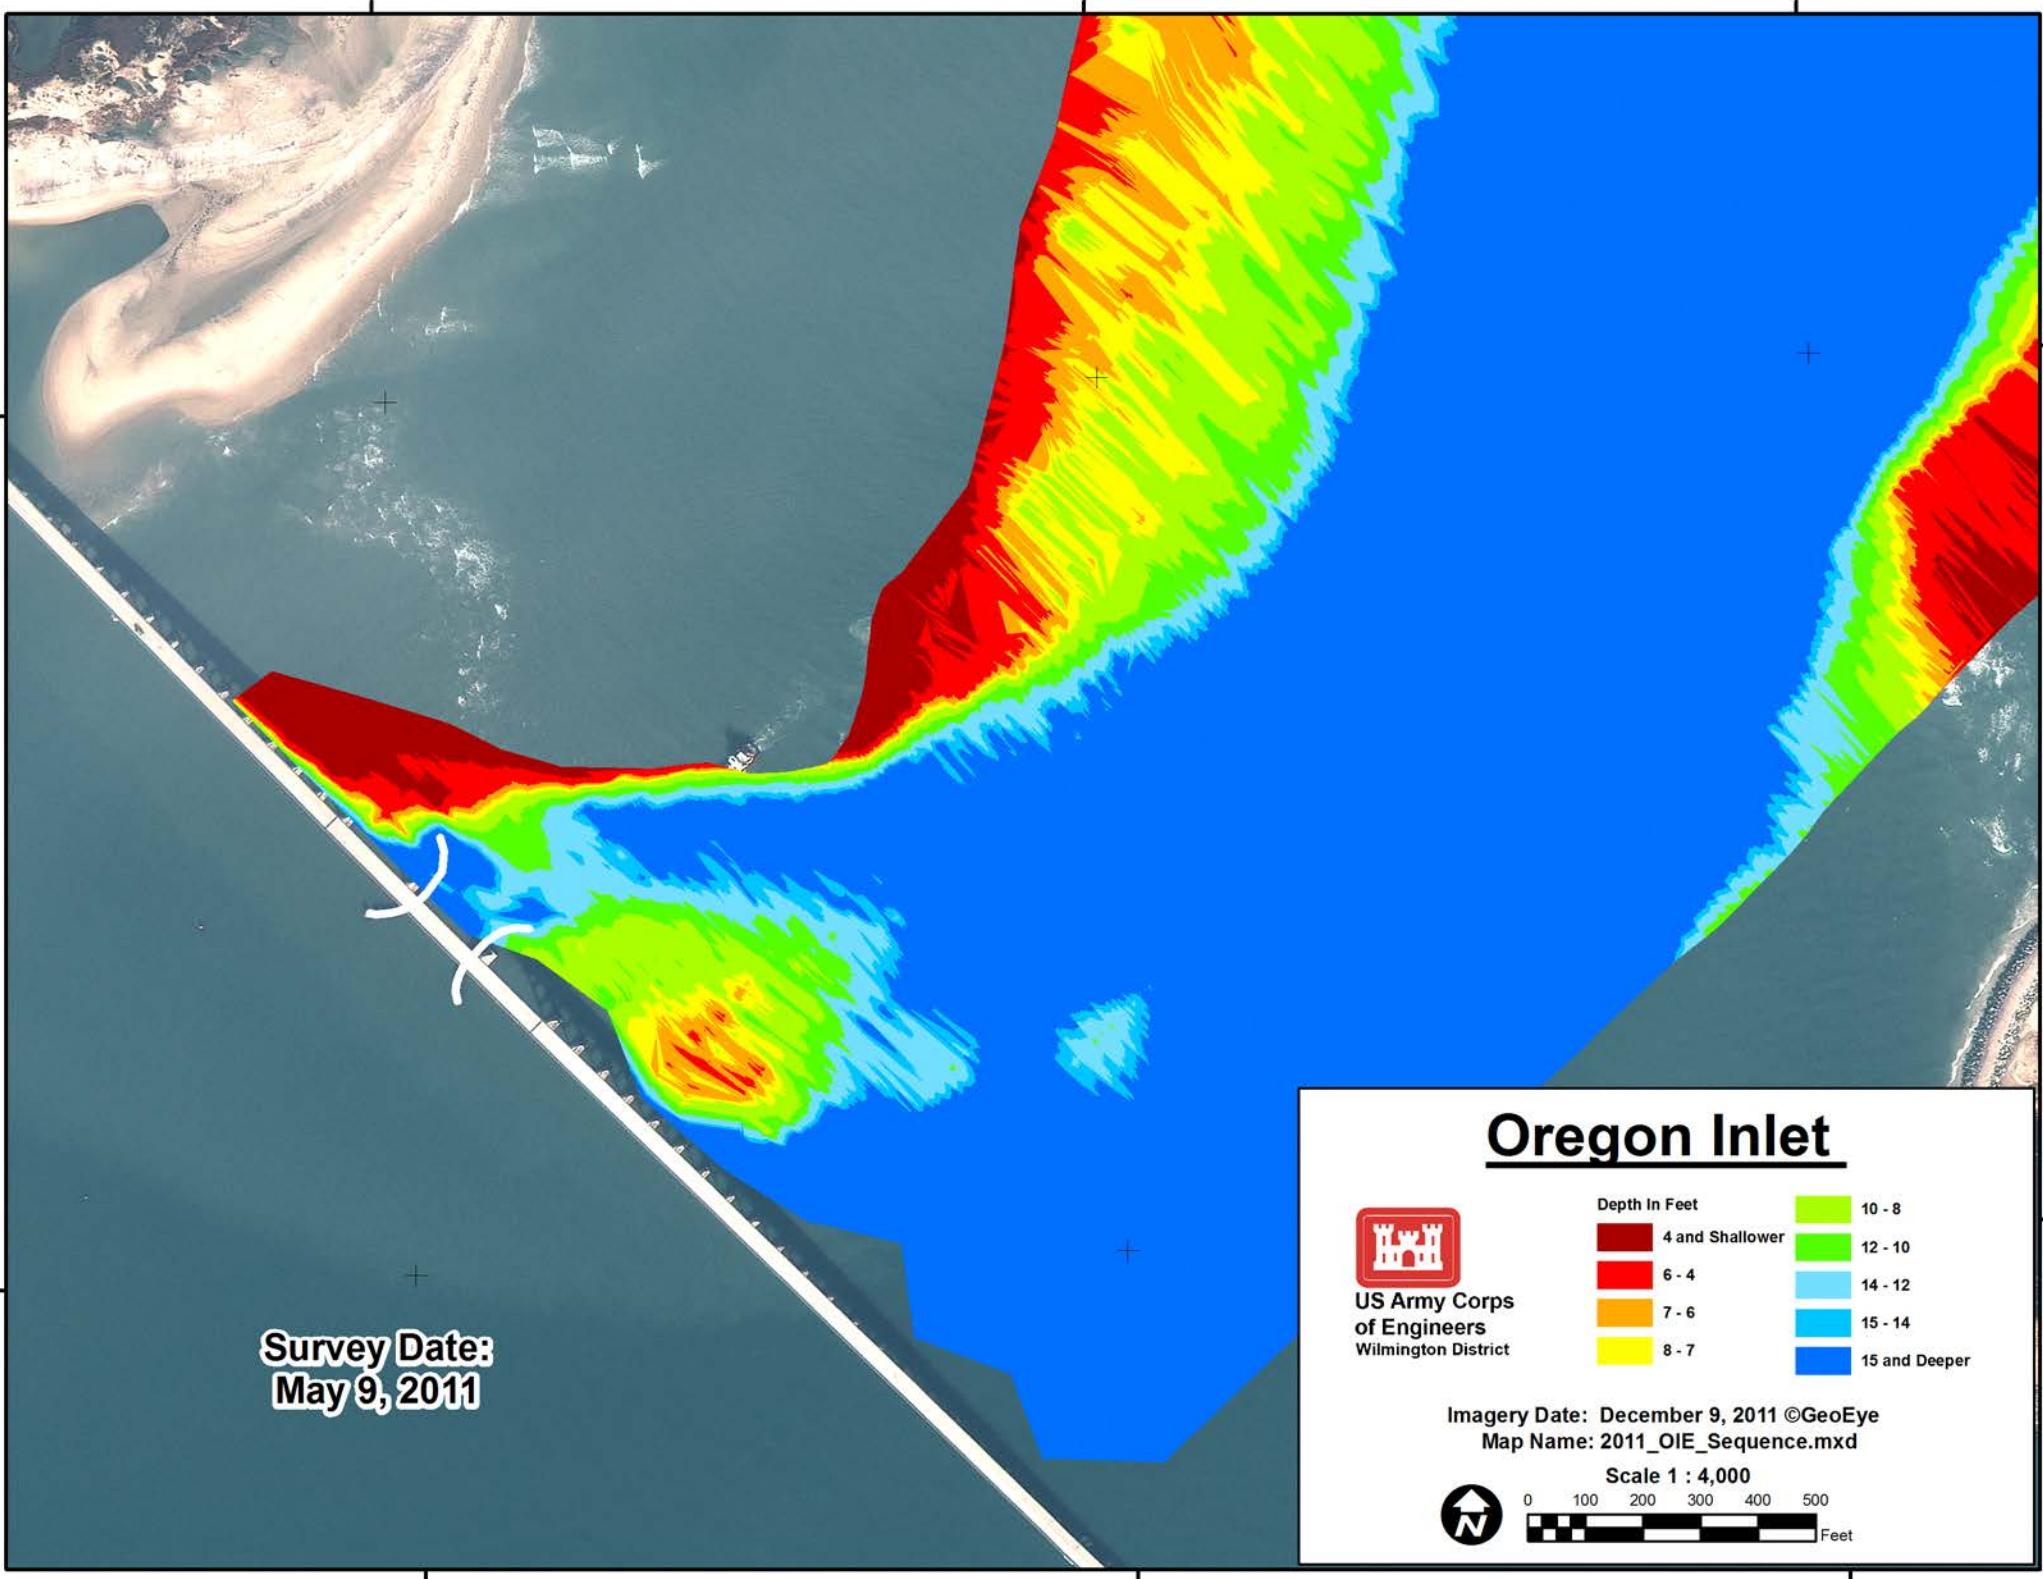 Survey Date:
May 9, 2011
Oregon Inlet
US Army Corps
of Engineers
Wilmington District
Depth In Feet
4 and Shallower
6 - 4
7 - 6
8 - 7
10 - 8
12 - 10
14 - 12
15 - 14
15 and Deeper
Imagery Date: December 9, 2011 ©GeoEye
Map Name: 2011_OIE_Sequence.mxd
Scale 1 : 4,000
N
0 100 200 300 400 500
Feet